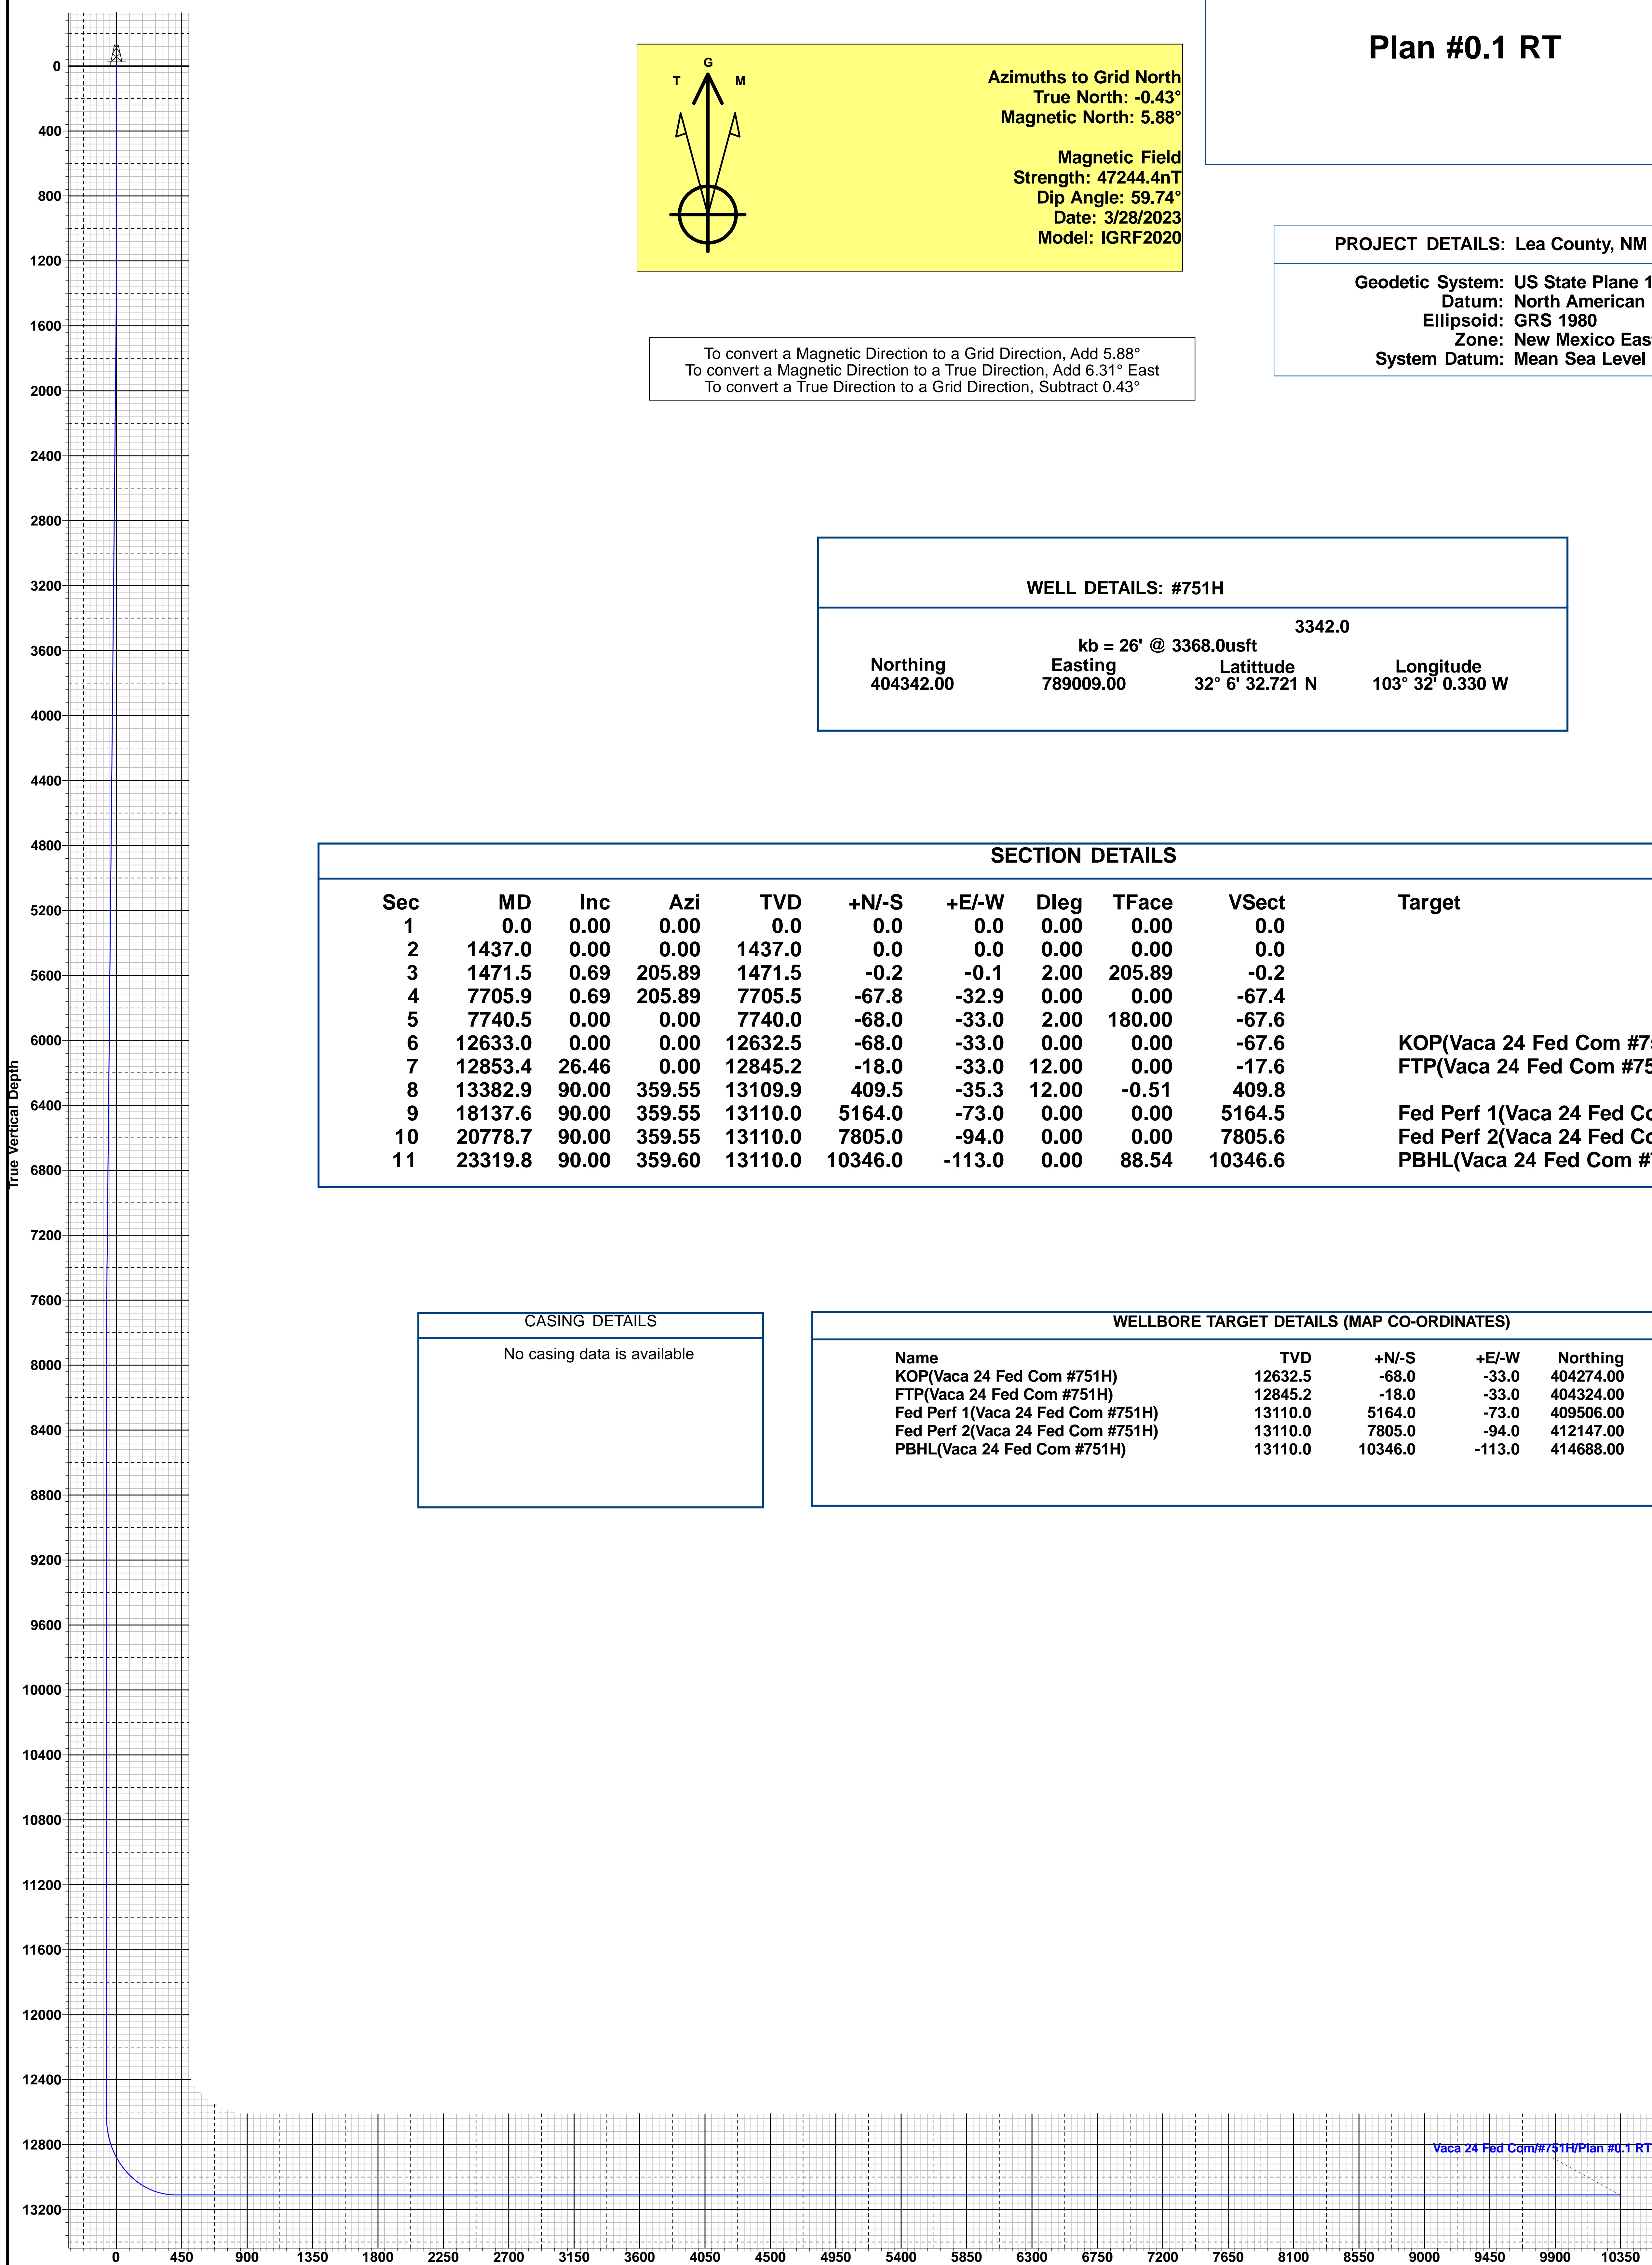 Plan #0.1 RT
G
T M
Azimuths to Grid North
True North: -0.43°
Magnetic North: 5.88°
Magnetic Field
Strength: 47244.4nT
Dip Angle: 59.74°
Date: 3/28/2023
Model: IGRF2020
PROJECT DETAILS: Lea County, NM
Geodetic System: US State Plane 1
Datum: North American
Ellipsoid: GRS 1980
Zone: New Mexico Eas
System Datum: Mean Sea Level
To convert a Magnetic Direction to a Grid Direction, Add 5.88°
To convert a Magnetic Direction to a True Direction, Add 6.31° East
To convert a True Direction to a Grid Direction, Subtract 0.43°
WELL DETAILS: #751H
3342.0
kb = 26' @ 3368.0usft
Northing Easting Latittude Longitude
404342.00 789009.00 32° 6' 32.721 N 103° 32' 0.330 W
SECTION DETAILS
Sec MD Inc Azi TVD +N/-S +E/-W Dleg TFace VSect Target
1 0.0 0.00 0.00 0.0 0.0 0.0 0.00 0.00 0.0
2 1437.0 0.00 0.00 1437.0 0.0 0.0 0.00 0.00 0.0
3 1471.5 0.69 205.89 1471.5 -0.2 -0.1 2.00 205.89 -0.2
4 7705.9 0.69 205.89 7705.5 -67.8 -32.9 0.00 0.00 -67.4
5 7740.5 0.00 0.00 7740.0 -68.0 -33.0 2.00 180.00 -67.6
6 12633.0 0.00 0.00 12632.5 -68.0 -33.0 0.00 0.00 -67.6 KOP(Vaca 24 Fed Com #75
7 12853.4 26.46 0.00 12845.2 -18.0 -33.0 12.00 0.00 -17.6 FTP(Vaca 24 Fed Com #75
8 13382.9 90.00 359.55 13109.9 409.5 -35.3 12.00 -0.51 409.8
9 18137.6 90.00 359.55 13110.0 5164.0 -73.0 0.00 0.00 5164.5 Fed Perf 1(Vaca 24 Fed Co
10 20778.7 90.00 359.55 13110.0 7805.0 -94.0 0.00 0.00 7805.6 Fed Perf 2(Vaca 24 Fed Co
11 23319.8 90.00 359.60 13110.0 10346.0 -113.0 0.00 88.54 10346.6 PBHL(Vaca 24 Fed Com #
CASING DETAILS
No casing data is available
WELLBORE TARGET DETAILS (MAP CO-ORDINATES)
Name TVD +N/-S +E/-W Northing
KOP(Vaca 24 Fed Com #751H) 12632.5 -68.0 -33.0 404274.00
FTP(Vaca 24 Fed Com #751H) 12845.2 -18.0 -33.0 404324.00
Fed Perf 1(Vaca 24 Fed Com #751H) 13110.0 5164.0 -73.0 409506.00
Fed Perf 2(Vaca 24 Fed Com #751H) 13110.0 7805.0 -94.0 412147.00
PBHL(Vaca 24 Fed Com #751H) 13110.0 10346.0 -113.0 414688.00
True Vertical Depth
0
400
800
1200
1600
2000
2400
2800
3200
3600
4000
4400
4800
5200
5600
6000
6400
6800
7200
7600
8000
8400
8800
9200
9600
10000
10400
10800
11200
11600
12000
12400
12800
13200
Vaca 24 Fed Com/#751H/Plan #0.1 RT
0 450 900 1350 1800 2250 2700 3150 3600 4050 4500 4950 5400 5850 6300 6750 7200 7650 8100 8550 9000 9450 9900 10350